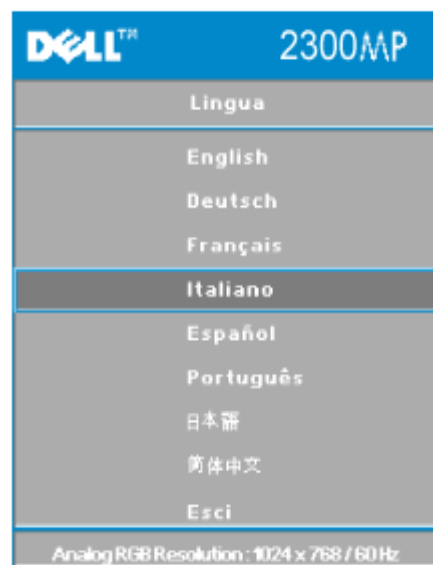 DELL™ 2300MP
Lingua
English
Deutsch
Français
Italiano
Español
Português
日本語
简体中文
Esci
Analog RGB Resolution : 1024 x 768 / 60 Hz